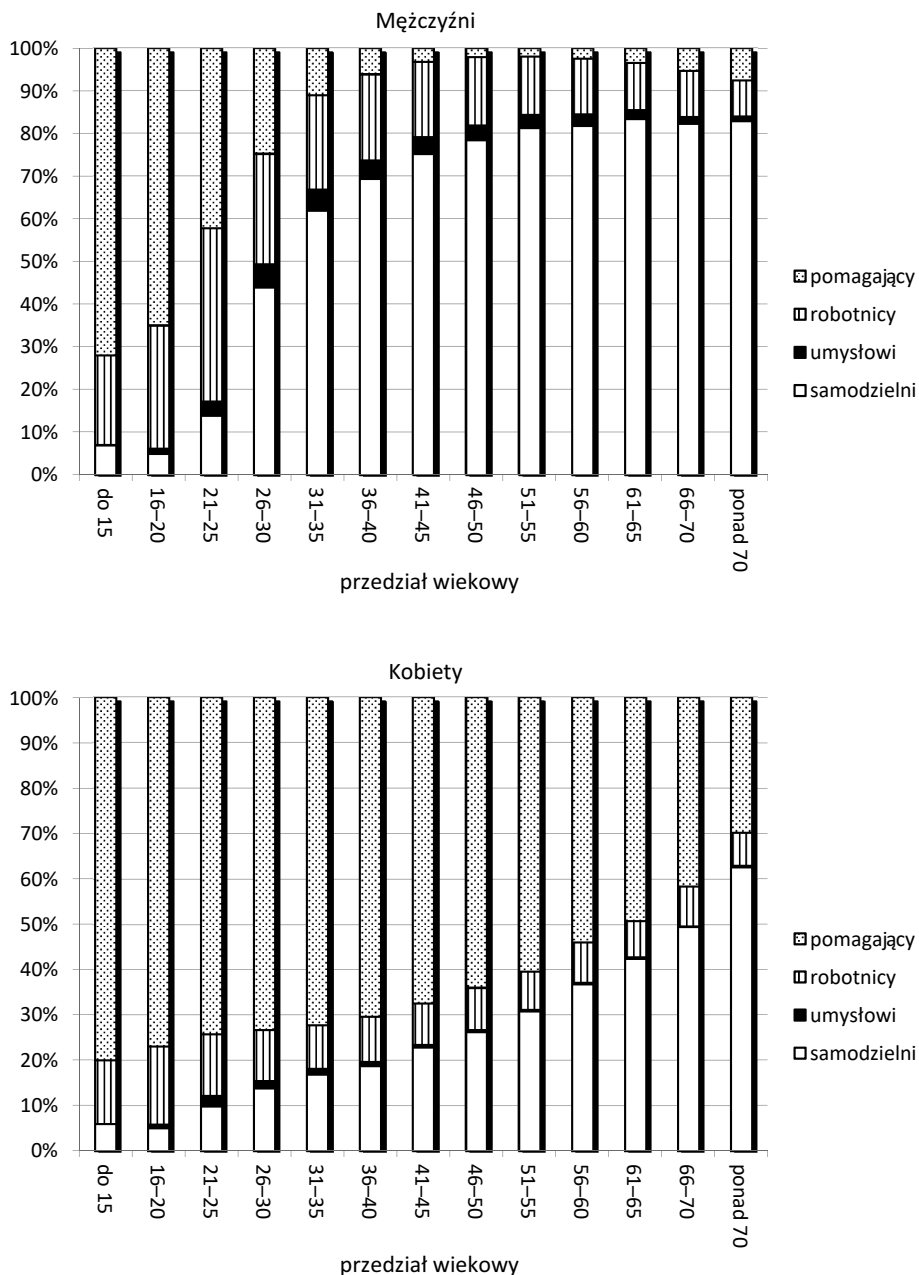 Mężczyźni
100%
90%
80%
70%
60%
50%
40%
30%
20%
10%
0%
do 15
16–20
21–25
26–30
31–35
36–40
41–45
46–50
51–55
56–60
61–65
66–70
ponad 70
przedział wiekowy
pomagający
robotnicy
umysłowi
samodzielni
Kobiety
100%
90%
80%
70%
60%
50%
40%
30%
20%
10%
0%
do 15
16–20
21–25
26–30
31–35
36–40
41–45
46–50
51–55
56–60
61–65
66–70
ponad 70
przedział wiekowy
pomagający
robotnicy
umysłowi
samodzielni